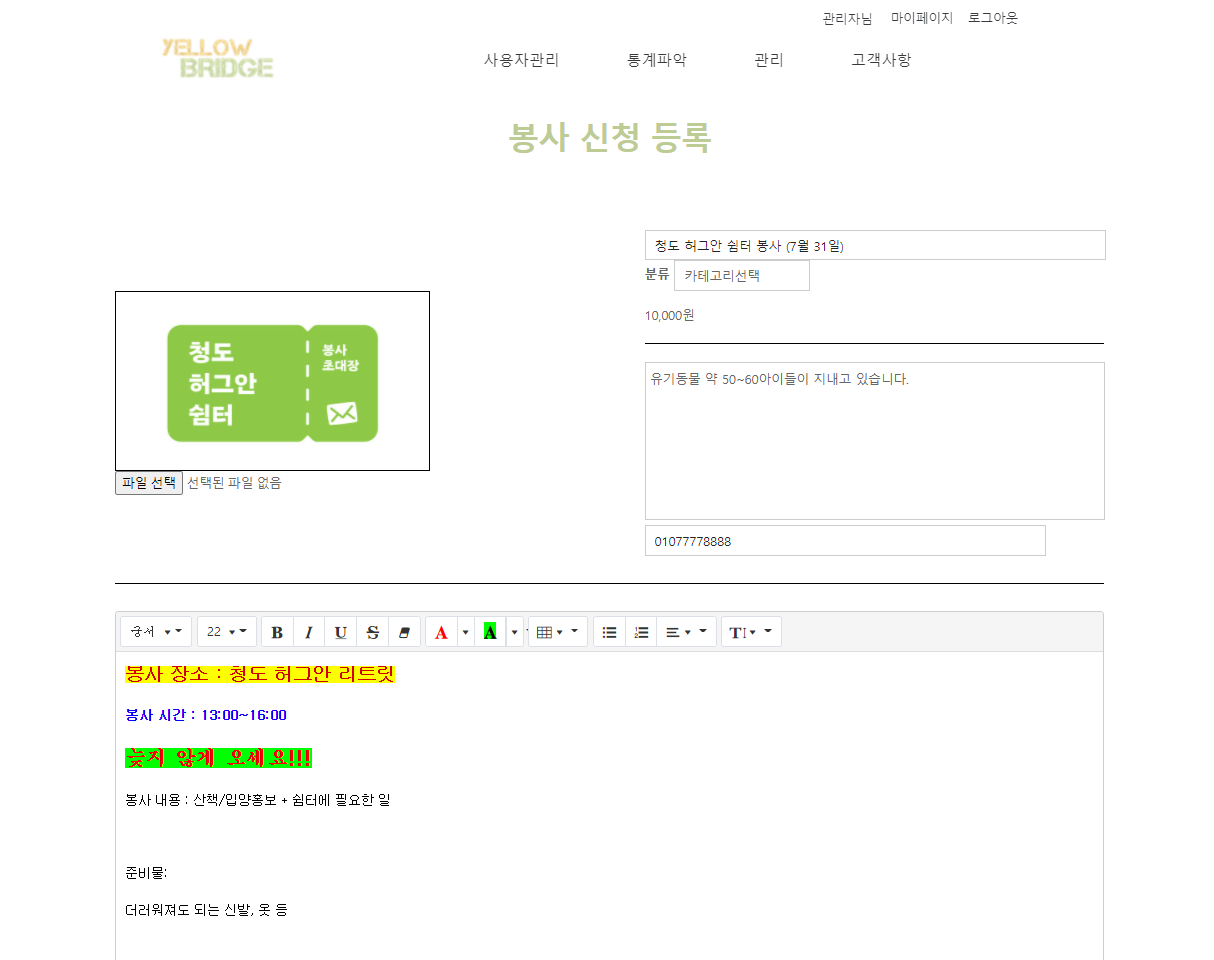 관리자님 마이페이지 로그아웃
YELLOW
BRIDGE
사용자관리 통계파악 관리 고객사항
봉사 신청 등록
청도 허그안 쉼터 봉사 (7월 31일)
분류 카테고리선택
10,000원
청도
허그안
쉼터
봉사
초대장
파일 선택 선택된 파일 없음
유기동물 약 50~60아이들이 지내고 있습니다.
01077778888
궁서 22 B I U S A A TI
봉사 장소 : 청도 허그안 리트릿
봉사 시간 : 13:00~16:00
늦지 않게 오세요!!!
봉사 내용 : 산책/입양홍보 + 쉼터에 필요한 일
준비물:
더러워져도 되는 신발, 옷 등